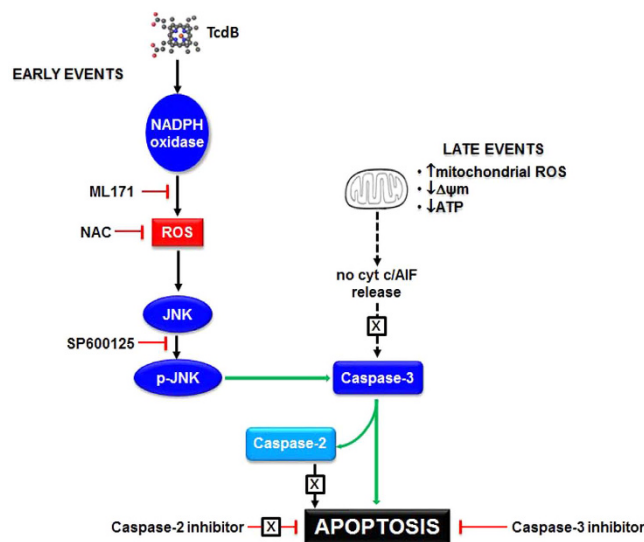 TcdB
EARLY EVENTS
NADPH
oxidase
LATE EVENTS
• ↑mitochondrial ROS
• ↓Δψm
• ↓ATP
ML171
NAC
ROS
no cyt c/AIF
release
X
JNK
SP600125
p-JNK
Caspase-3
Caspase-2
X
Caspase-2 inhibitor
X
APOPTOSIS
Caspase-3 inhibitor